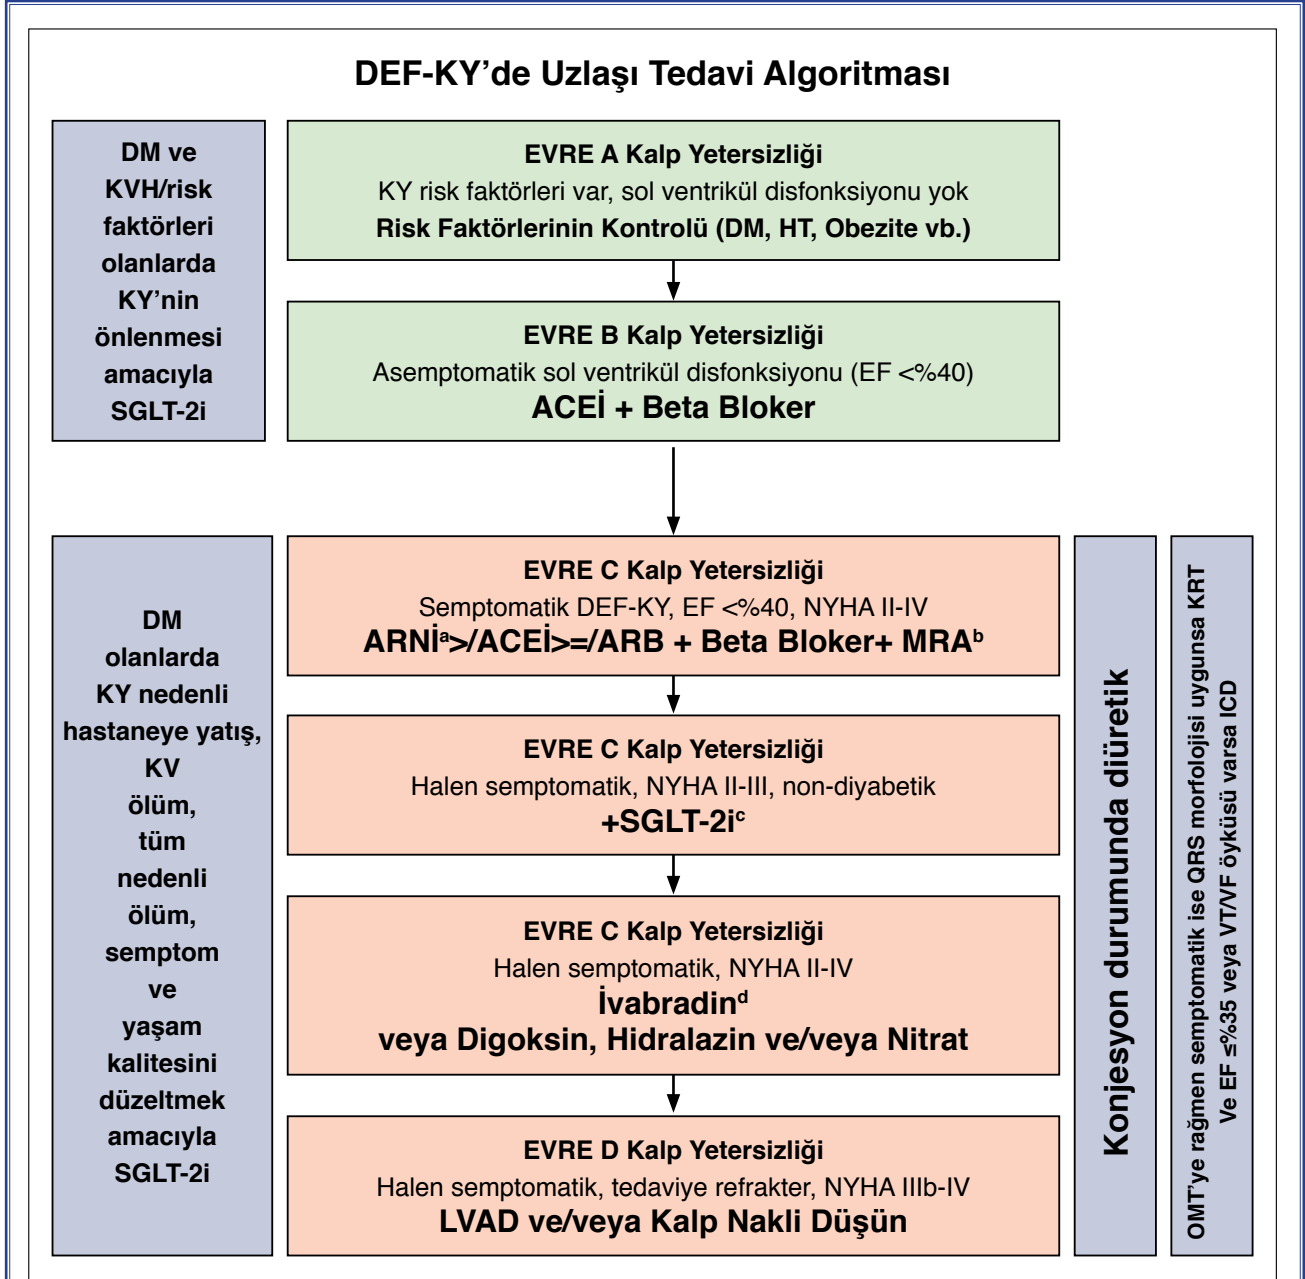 DEF-KY’de Uzlaşı Tedavi Algoritması
DM ve
KVH/risk
faktörleri
olanlarda
KY’nin
önlenmesi
amacıyla
SGLT-2i
EVRE A Kalp Yetersizliği
KY risk faktörleri var, sol ventrikül disfonksiyonu yok
Risk Faktörlerinin Kontrolü (DM, HT, Obezite vb.)
EVRE B Kalp Yetersizliği
Asemptomatik sol ventrikül disfonksiyonu (EF <%40)
ACEİ + Beta Bloker
DM
olanlarda
KY nedenli
hastaneye yatış,
KV
ölüm,
tüm
nedenli
ölüm,
semptom
ve
yaşam
kalitesini
düzeltmek
amacıyla
SGLT-2i
EVRE C Kalp Yetersizliği
Semptomatik DEF-KY, EF <%40, NYHA II-IV
ARNİᵃ>/ACEİ>=/ARB + Beta Bloker+ MRAᵇ
EVRE C Kalp Yetersizliği
Halen semptomatik, NYHA II-III, non-diyabetik
+SGLT-2iᶜ
EVRE C Kalp Yetersizliği
Halen semptomatik, NYHA II-IV
İvabradinᵈ
veya Digoksin, Hidralazin ve/veya Nitrat
EVRE D Kalp Yetersizliği
Halen semptomatik, tedaviye refrakter, NYHA IIIb-IV
LVAD ve/veya Kalp Nakli Düşün
Konjesyon durumunda diüretik
OMT’ye rağmen semptomatik ise QRS morfolojisi uygunsa KRT
Ve EF ≤%35 veya VT/VF öyküsü varsa ICD